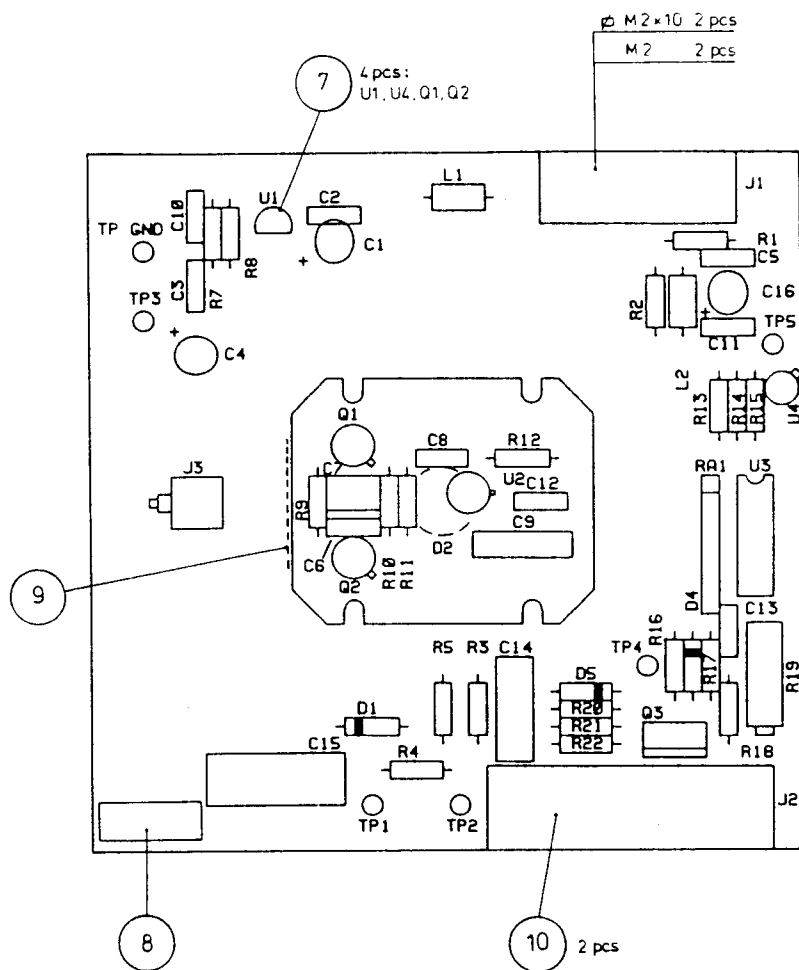 ⌀ M2×10 2 pcs
M2 2 pcs
7
4 pcs:
U1, U4, Q1, Q2
L1
J1
C10
U1
C2
TP GND
C1
+
R8
R1
C5
C3
R7
TP3
R2
C16
+
C11
TP5
+
C4
L2
R13
R14
R15
U4
Q1
C8
R12
C7
U2
C12
RA1
U3
J3
R9
C9
D2
C6
Q2
R10
R11
9
D4
C13
R5
R3
C14
TP4
R16
R17
R19
D5
R20
R21
R22
Q3
R18
D1
C15
R4
TP1
TP2
J2
8
10
2 pcs